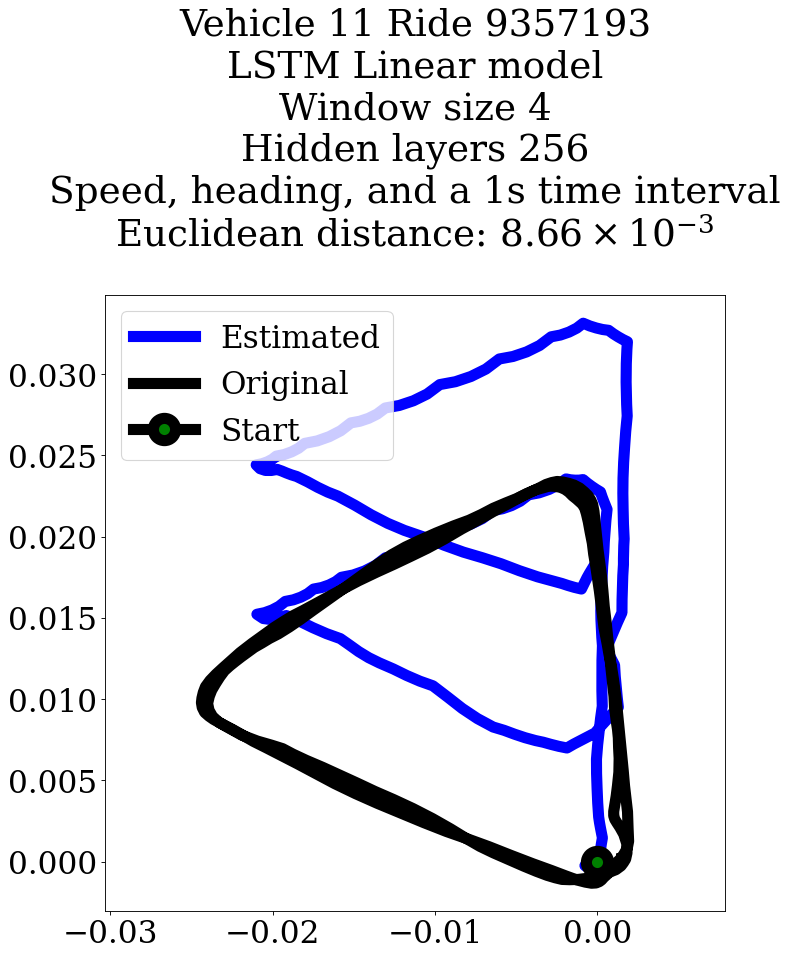 Vehicle 11 Ride 9357193
LSTM Linear model
Window size 4
Hidden layers 256
Speed, heading, and a 1s time interval
Euclidean distance: 8.66 × 10⁻³
Estimated
Original
Start
0.030
0.025
0.020
0.015
0.010
0.005
0.000
−0.03 −0.02 −0.01 0.00